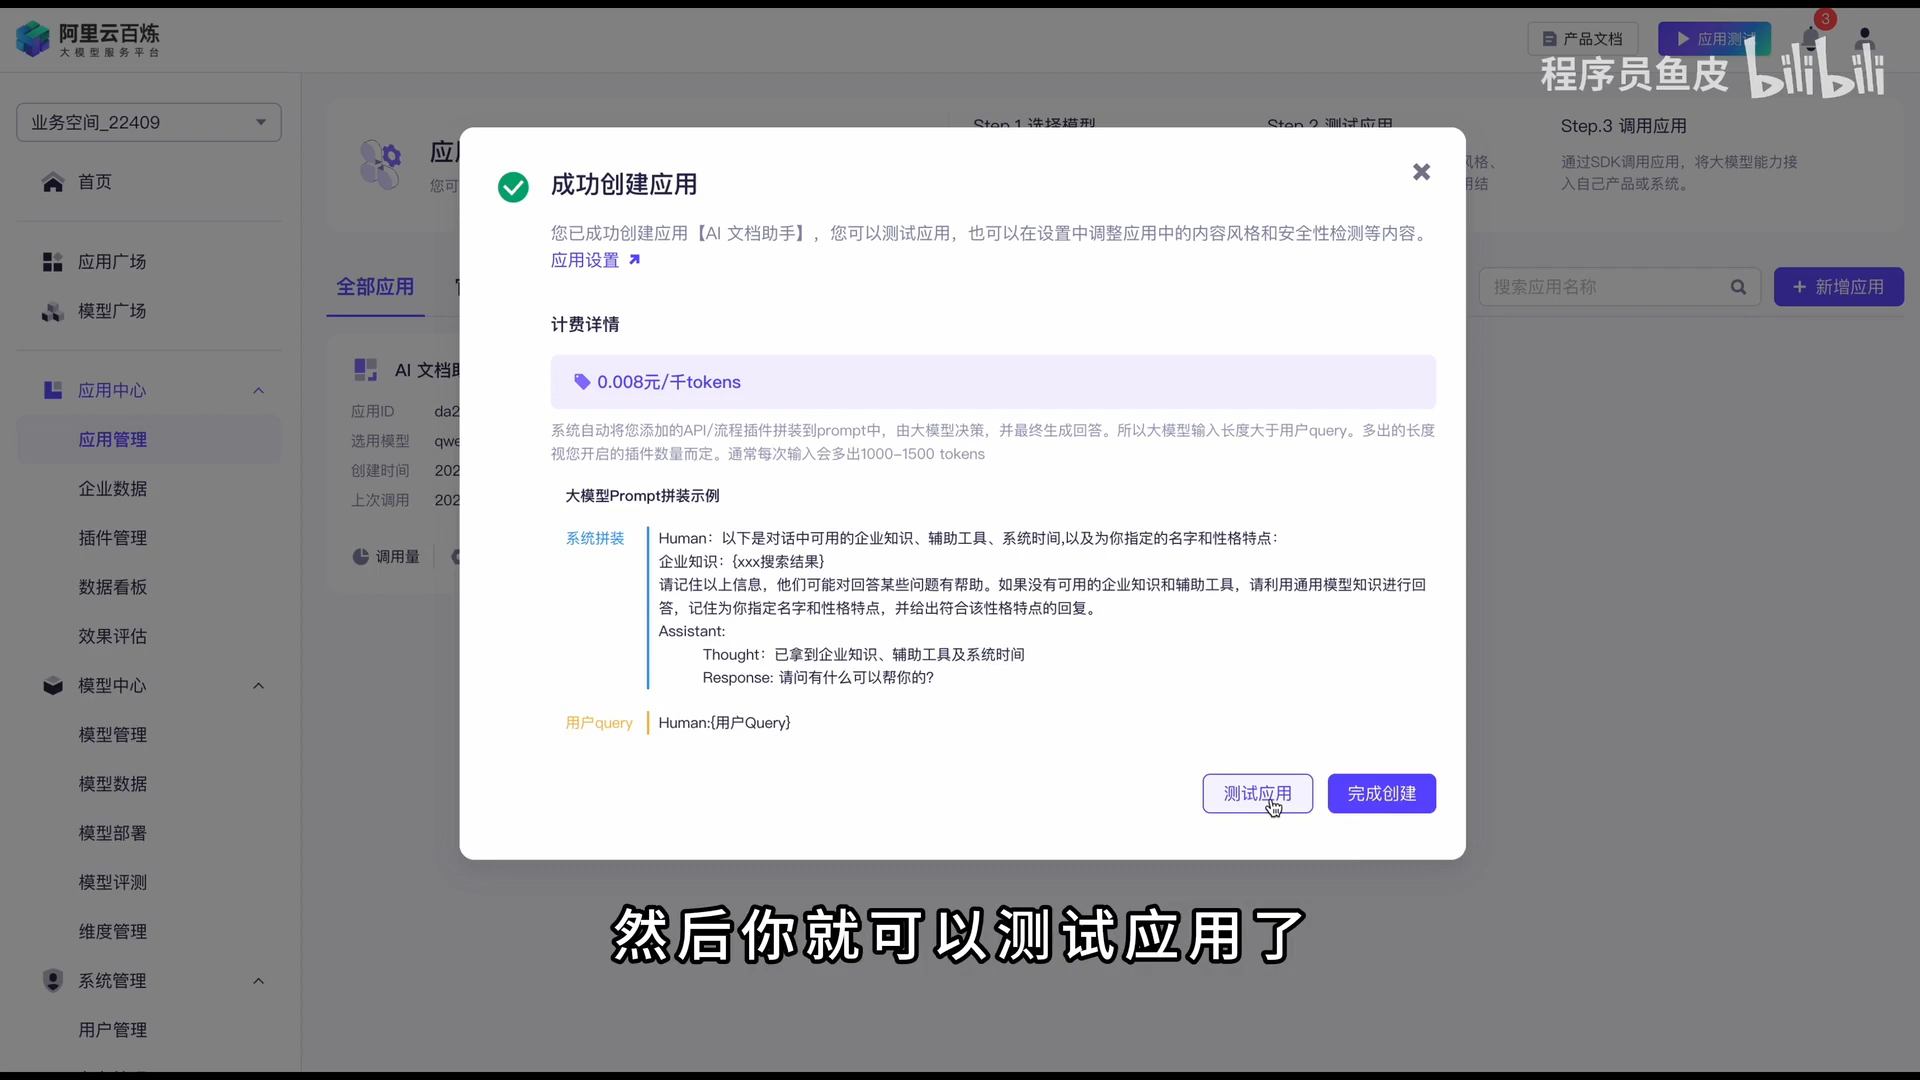 阿里云百炼
大模型服务平台
产品文档
应用测试
3
程序员鱼皮 bilibili
业务空间_22409
首页
应用广场
模型广场
应用中心
应用管理
企业数据
插件管理
数据看板
效果评估
模型中心
模型管理
模型数据
模型部署
模型评测
维度管理
系统管理
用户管理
Step.1 选择模型
Step.2 测试应用
Step.3 调用应用
通过SDK调用应用，将大模型能力接
入自己产品或系统。
风格、
用结
您可
全部应用
搜索应用名称
+ 新增应用
AI 文档助
应用ID da2
选用模型 qwe
创建时间 202
上次调用 202
调用量
成功创建应用
您已成功创建应用【AI 文档助手】，您可以测试应用，也可以在设置中调整应用中的内容风格和安全性检测等内容。
应用设置
计费详情
0.008元/千tokens
系统自动将您添加的API/流程插件拼装到prompt中，由大模型决策，并最终生成回答。所以大模型输入长度大于用户query。多出的长度
视您开启的插件数量而定。通常每次输入会多出1000-1500 tokens
大模型Prompt拼装示例
系统拼装
Human：以下是对话中可用的企业知识、辅助工具、系统时间,以及为你指定的名字和性格特点：
企业知识：{xxx搜索结果}
请记住以上信息，他们可能对回答某些问题有帮助。如果没有可用的企业知识和辅助工具，请利用通用模型知识进行回
答，记住为你指定名字和性格特点，并给出符合该性格特点的回复。
Assistant:
Thought：已拿到企业知识、辅助工具及系统时间
Response: 请问有什么可以帮你的?
用户query
Human:{用户Query}
测试应用
完成创建
然后你就可以测试应用了